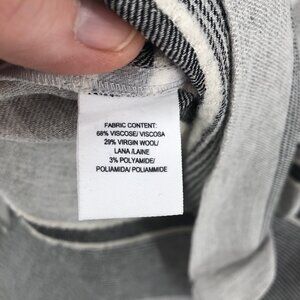 FABRIC CONTENT:
68% VISCOSE/ VISCOSA
29% VIRGIN WOOL/
LANA /LAINE
3% POLYAMIDE/
POLIAMIDA/ POLIAMMIDE